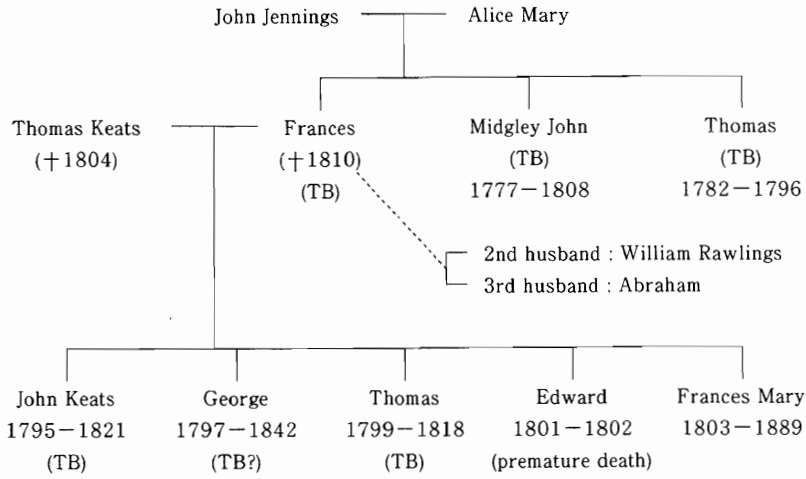 John Jennings Alice Mary
Thomas Keats Frances Midgley John Thomas
(†1804) (†1810) (TB) (TB)
(TB) 1777－1808 1782－1796
2nd husband : William Rawlings
3rd husband : Abraham
John Keats George Thomas Edward Frances Mary
1795－1821 1797－1842 1799－1818 1801－1802 1803－1889
(TB) (TB?) (TB) (premature death)